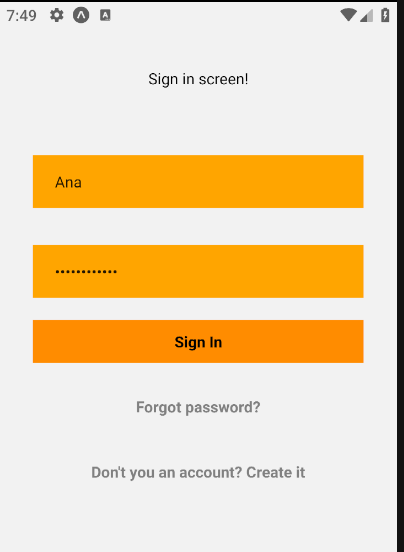 7:49
Sign in screen!
Ana
••••••••••••
Sign In
Forgot password?
Don't you an account? Create it